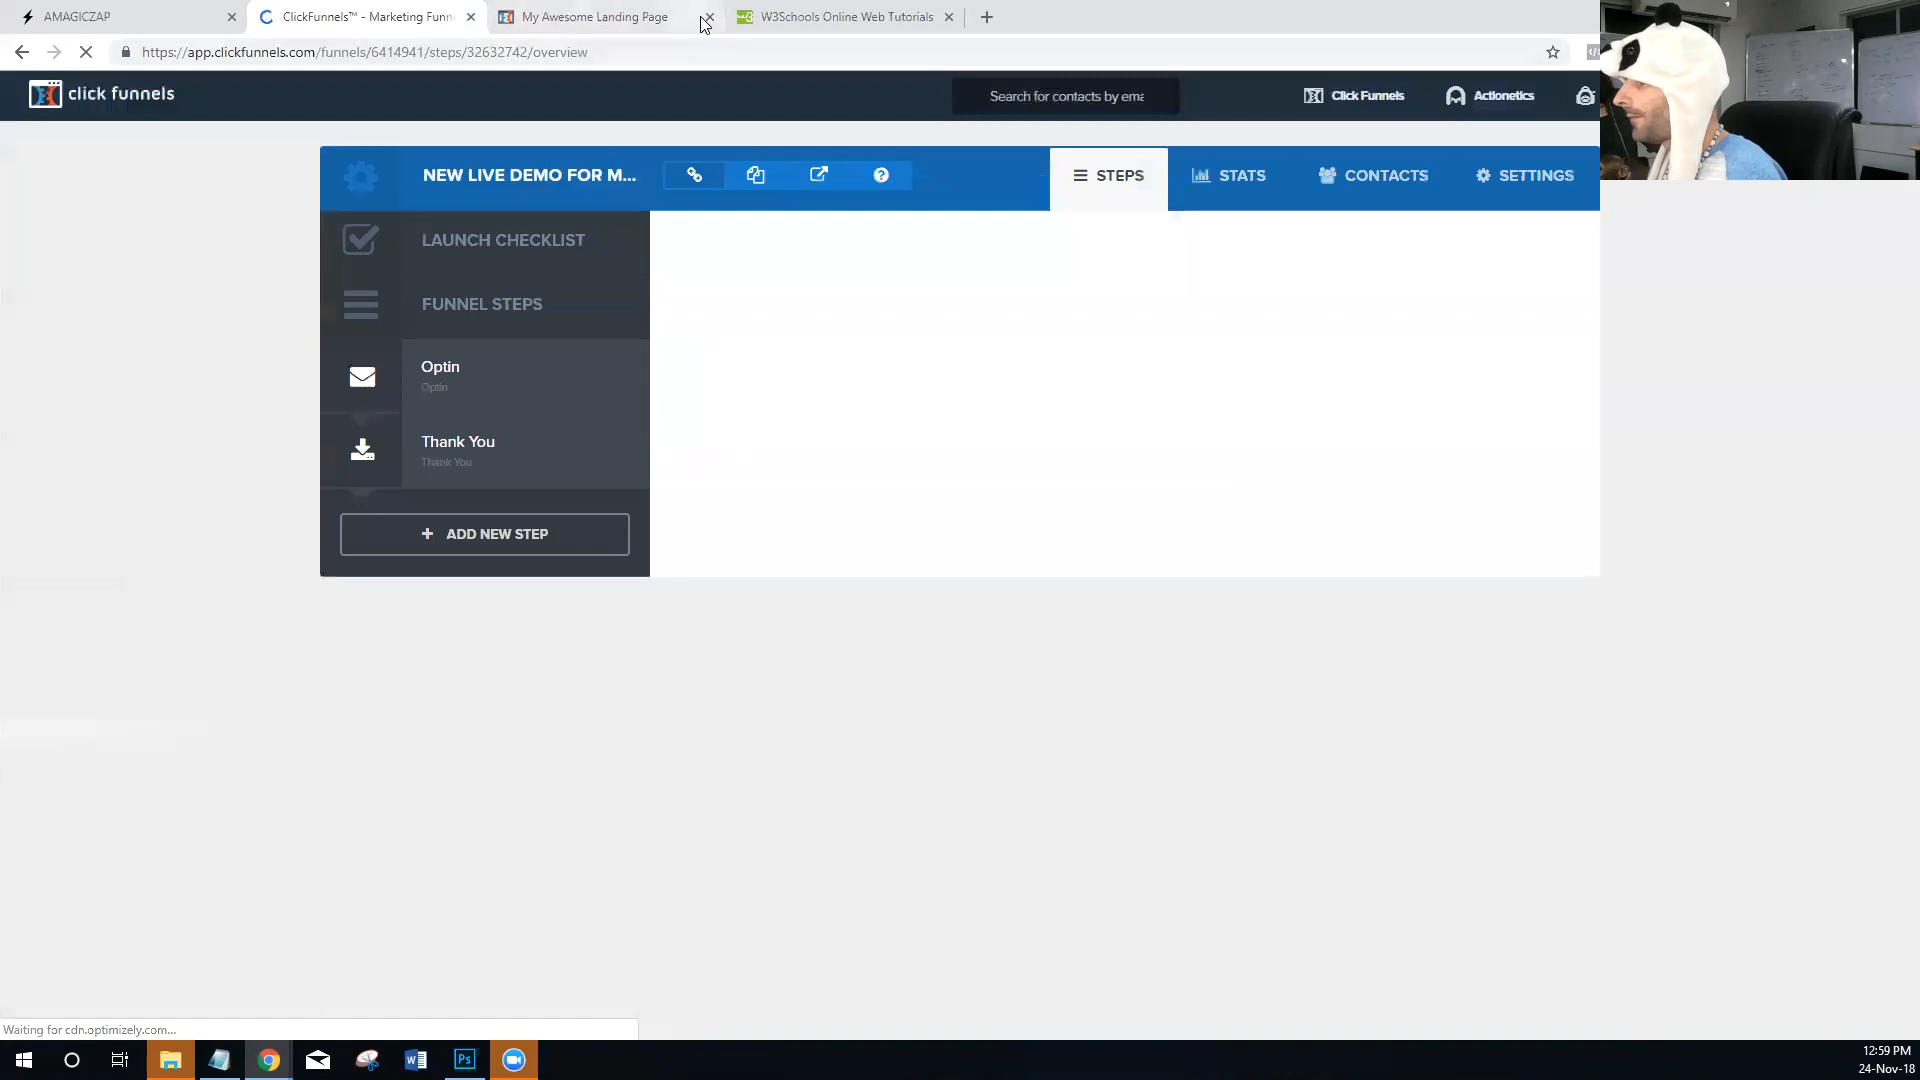 AMAGICZAP
ClickFunnels™ - Marketing Funn
My Awesome Landing Page
W3Schools Online Web Tutorials
https://app.clickfunnels.com/funnels/6414941/steps/32632742/overview
click funnels
Search for contacts by ema
Click Funnels
Actionetics
NEW LIVE DEMO FOR M...
STEPS
STATS
CONTACTS
SETTINGS
LAUNCH CHECKLIST
FUNNEL STEPS
Optin
Optin
Thank You
Thank You
+ ADD NEW STEP
Waiting for cdn.optimizely.com...
12:59 PM
24-Nov-18